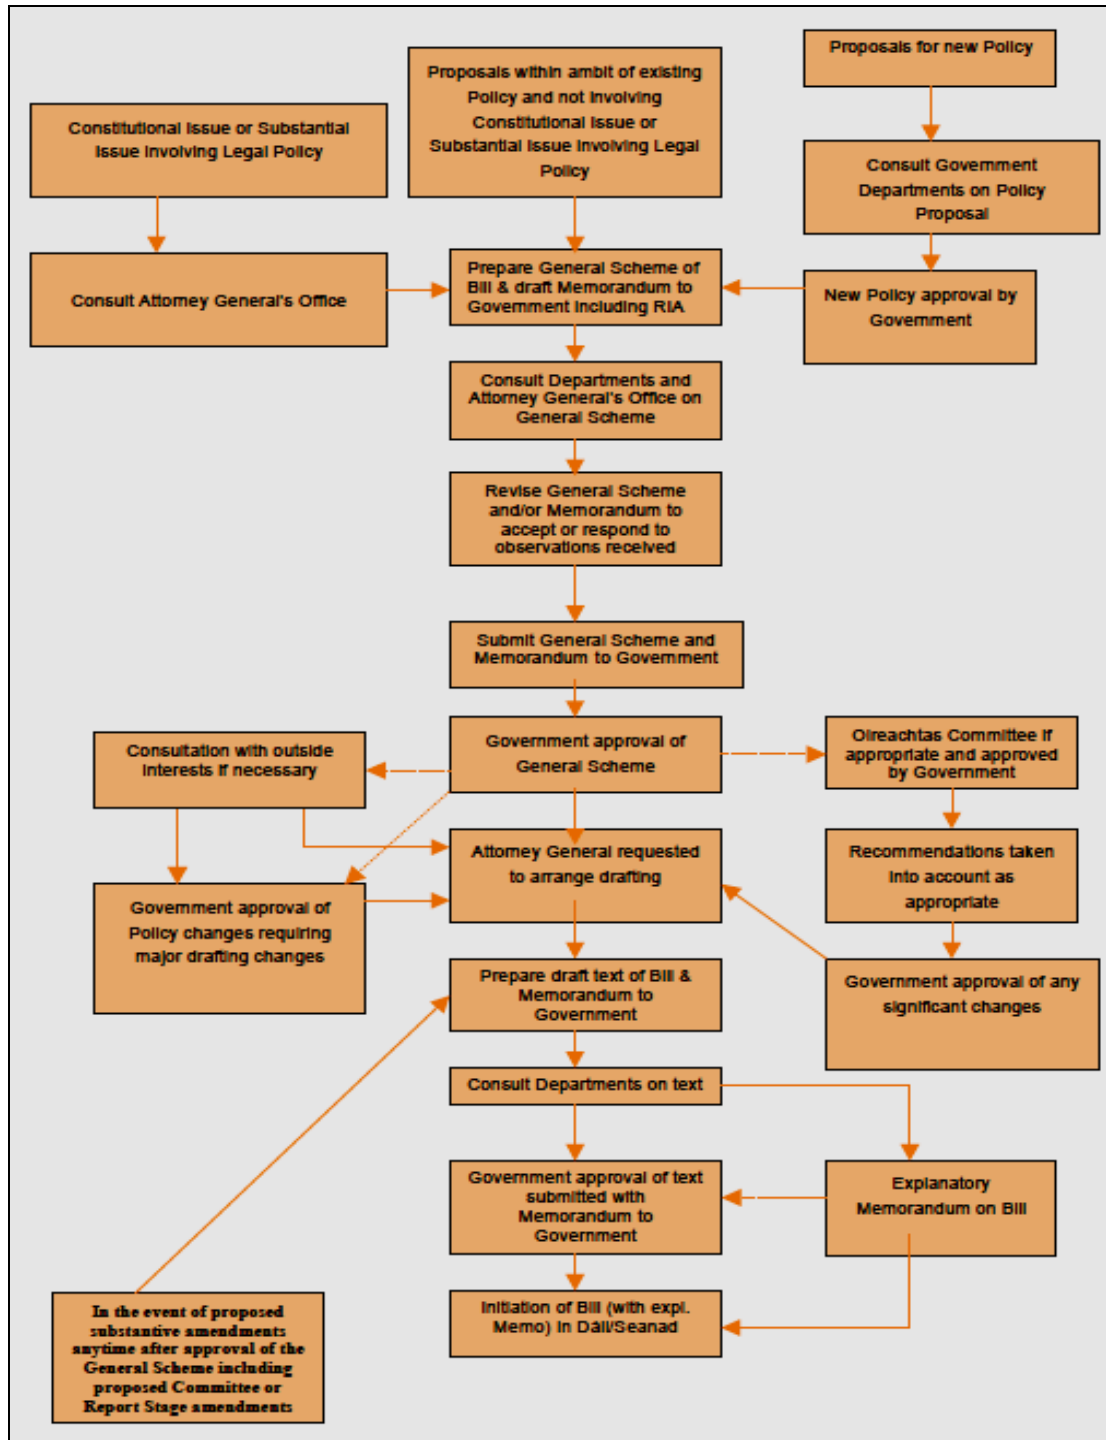 Proposals for new Policy
Proposals within ambit of existing
Policy and not involving
Constitutional Issue or
Substantial Issue Involving Legal
Policy
Constitutional Issue or Substantial
Issue Involving Legal Policy
Consult Government
Departments on Policy
Proposal
Consult Attorney General's Office
Prepare General Scheme of
Bill & draft Memorandum to
Government including RIA
New Policy approval by
Government
Consult Departments and
Attorney General's Office on
General Scheme
Revise General Scheme
and/or Memorandum to
accept or respond to
observations received
Submit General Scheme and
Memorandum to Government
Consultation with outside
Interests if necessary
Government approval of
General Scheme
Oireachtas Committee if
appropriate and approved
by Government
Attorney General requested
to arrange drafting
Recommendations taken
into account as
appropriate
Government approval of
Policy changes requiring
major drafting changes
Prepare draft text of Bill &
Memorandum to
Government
Government approval of any
significant changes
Consult Departments on text
Government approval of text
submitted with
Memorandum to
Government
Explanatory
Memorandum on Bill
Initiation of Bill (with expl.
Memo) in Dáil/Seanad
In the event of proposed
substantive amendments
anytime after approval of the
General Scheme including
proposed Committee or
Report Stage amendments